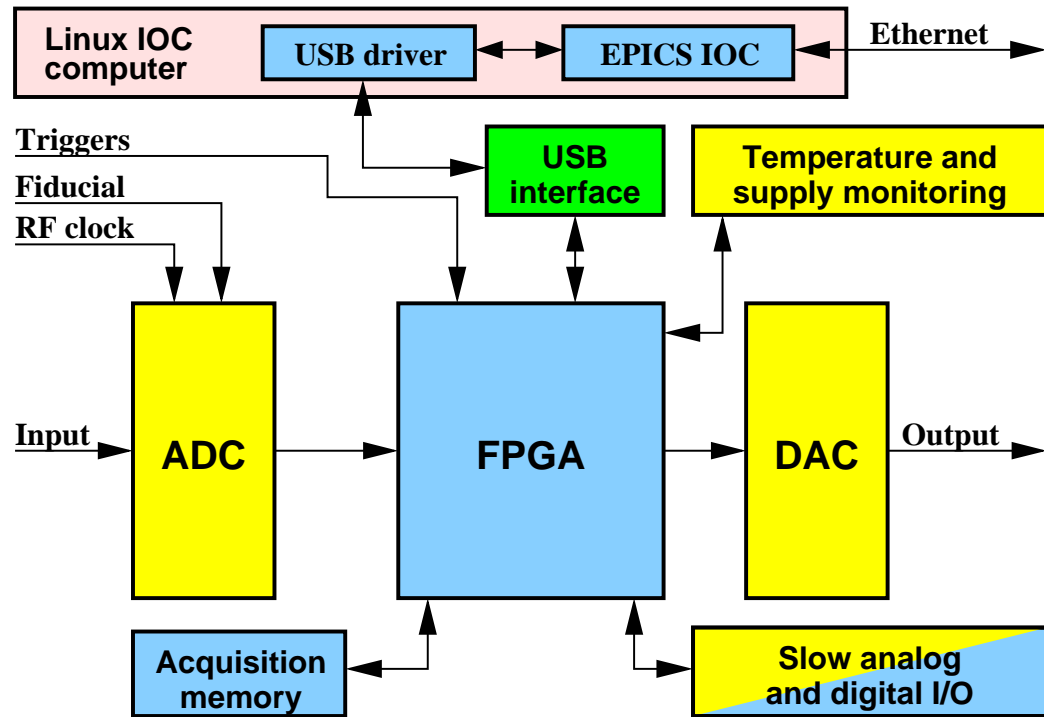 Linux IOC
computer
USB driver
EPICS IOC
Ethernet
Triggers
Fiducial
RF clock
USB
interface
Temperature and
supply monitoring
Input
ADC
FPGA
DAC
Output
Acquisition
memory
Slow analog
and digital I/O